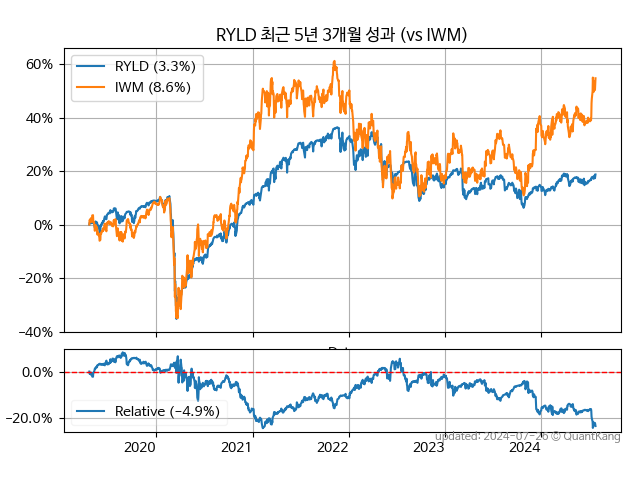 RYLD 최근 5년 3개월 성과 (vs IWM)
RYLD (3.3%)
IWM (8.6%)
60%
40%
20%
0%
−20%
−40%
0.0%
−20.0%
Relative (−4.9%)
2020
2021
2022
2023
2024
updated: 2024-07-26 © QuantKang